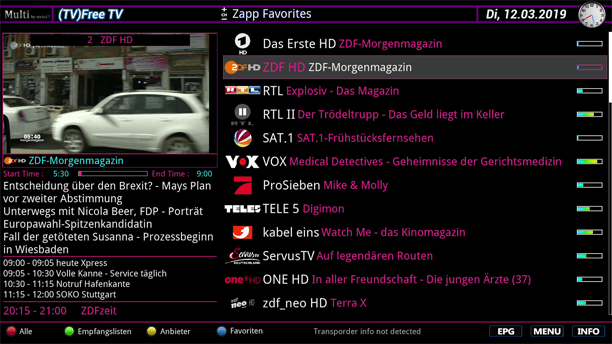 Multi by oerlgrey
(TV)Free TV
Zapp Favorites
Di, 12.03.2019
2 ZDF HD
05:40
morgenmagazin
ZDF-Morgenmagazin
Start Time : 5:30 End Time : 9:00
Entscheidung über den Brexit? - Mays Plan
vor zweiter Abstimmung
Unterwegs mit Nicola Beer, FDP - Porträt
Europawahl-Spitzenkandidatin
Fall der getöteten Susanna - Prozessbeginn
in Wiesbaden
09:00 - 09:05 heute Xpress
09:05 - 10:30 Volle Kanne - Service täglich
10:30 - 11:15 Notruf Hafenkante
11:15 - 12:00 SOKO Stuttgart
20:15 - 21:00 ZDFzeit
Das Erste HD ZDF-Morgenmagazin
ZDF HD ZDF-Morgenmagazin
RTL Explosiv - Das Magazin
RTL II Der Trödeltrupp - Das Geld liegt im Keller
SAT.1 SAT.1-Frühstücksfernsehen
VOX Medical Detectives - Geheimnisse der Gerichtsmedizin
ProSieben Mike & Molly
TELE 5 Digimon
kabel eins Watch Me - das Kinomagazin
ServusTV Auf legendären Routen
ONE HD In aller Freundschaft - Die jungen Ärzte (37)
zdf_neo HD Terra X
Alle
Empfangslisten
Anbieter
Favoriten
Transporder info not detected
EPG
MENU
INFO